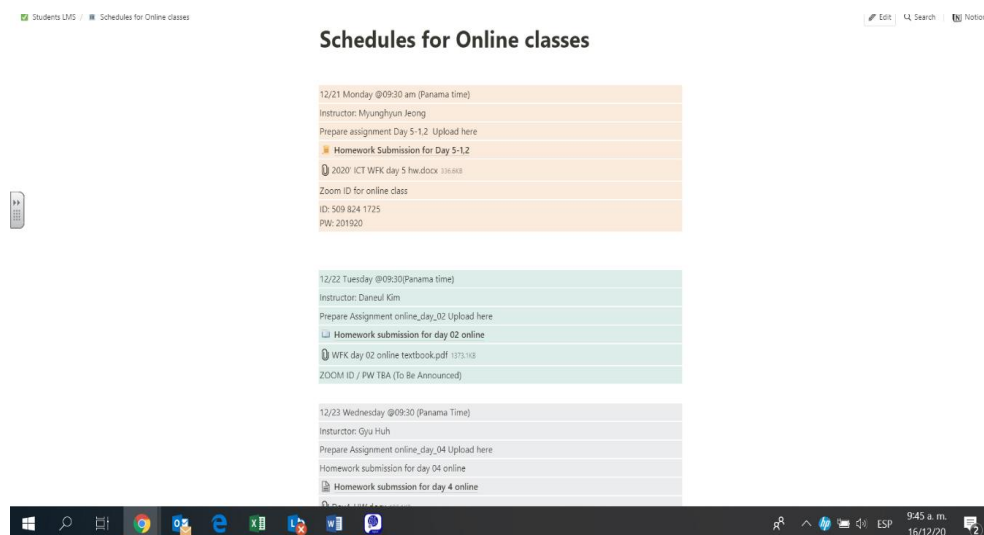 Students LMS / Schedules for Online classes
Edit Search Notion
Schedules for Online classes
12/21 Monday @09:30 am (Panama time)
Instructor: Myunghyun Jeong
Prepare assignment Day 5-1,2 Upload here
Homework Submission for Day 5-1,2
2020' ICT WFK day 5 hw.docx 336.6KB
Zoom ID for online class
ID: 509 824 1725
PW: 201920
12/22 Tuesday @09:30(Panama time)
Instructor: Daneul Kim
Prepare Assignment online_day_02 Upload here
Homework submission for day 02 online
WFK day 02 online textbook.pdf 1373.1KB
ZOOM ID / PW TBA (To Be Announced)
12/23 Wednesday @09:30 (Panama Time)
Insturctor: Gyu Huh
Prepare Assignment online_day_04 Upload here
Homework submission for day 04 online
Homework submssion for day 4 online
ESP
9:45 a. m.
16/12/20
2